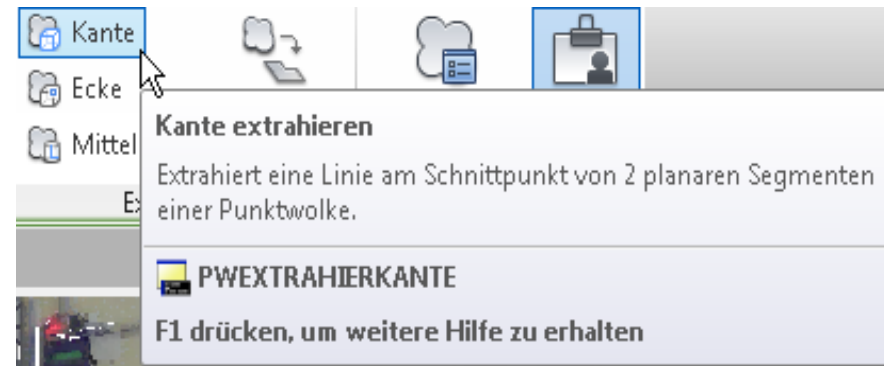 Kante
Ecke
Mittel
Kante extrahieren
Extrahiert eine Linie am Schnittpunkt von 2 planaren Segmenten
einer Punktwolke.
PWEXTRAHIERKANTE
F1 drücken, um weitere Hilfe zu erhalten